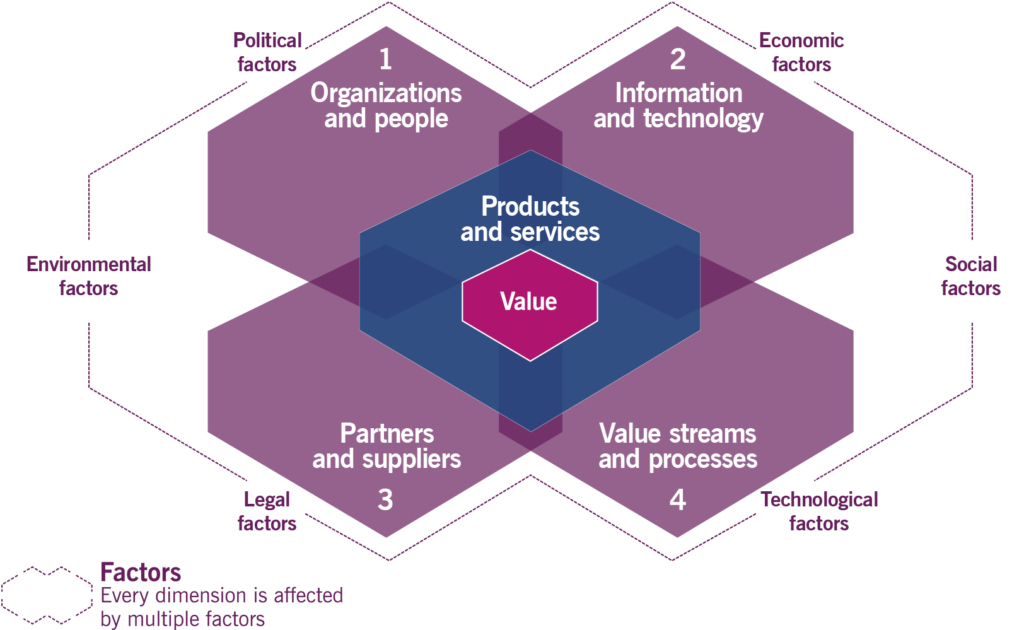 Political
factors
Economic
factors
1
Organizations
and people
2
Information
and technology
Products
and services
Environmental
factors
Value
Social
factors
Partners
and suppliers
3
Value streams
and processes
4
Legal
factors
Technological
factors
Factors
Every dimension is affected
by multiple factors